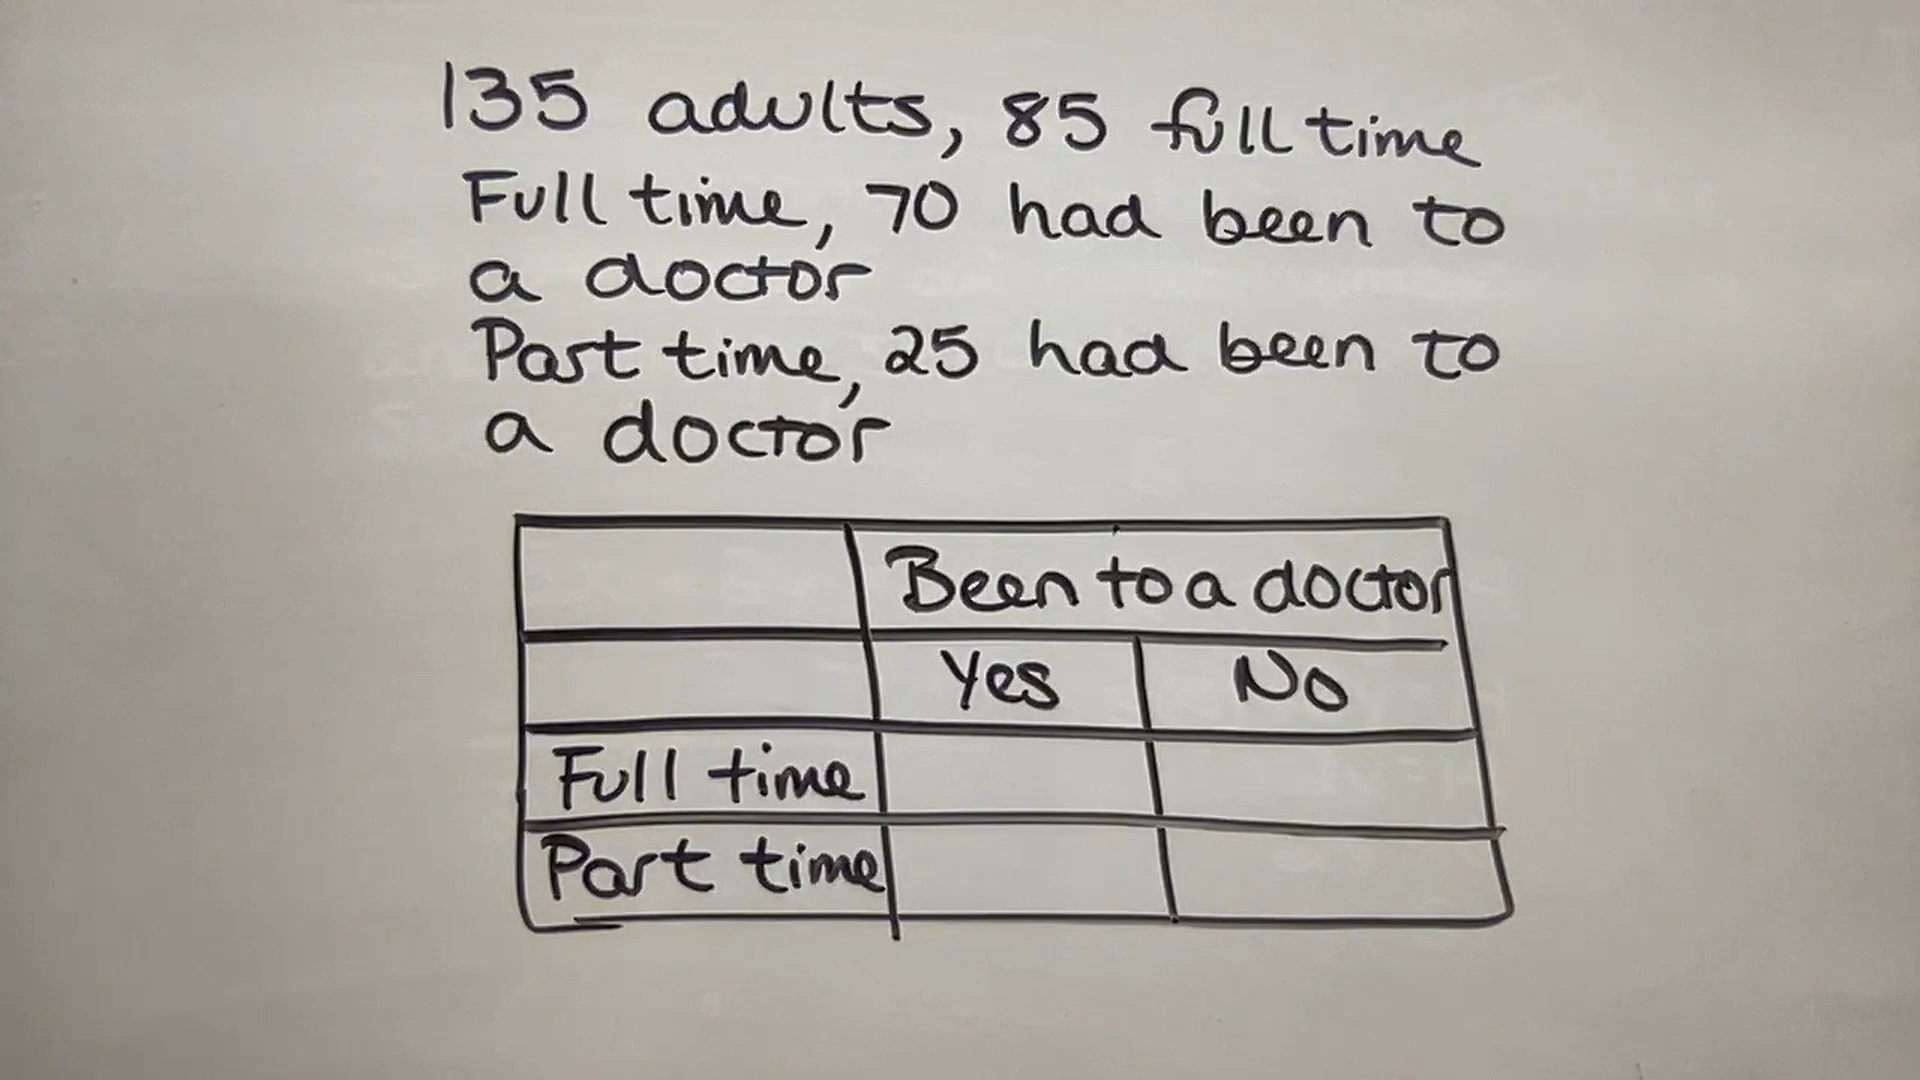 135 adults, 85 full time
Full time, 70 had been to
a doctor
Part time, 25 had been to
a doctor
Been to a doctor
Yes No
Full time
Part time